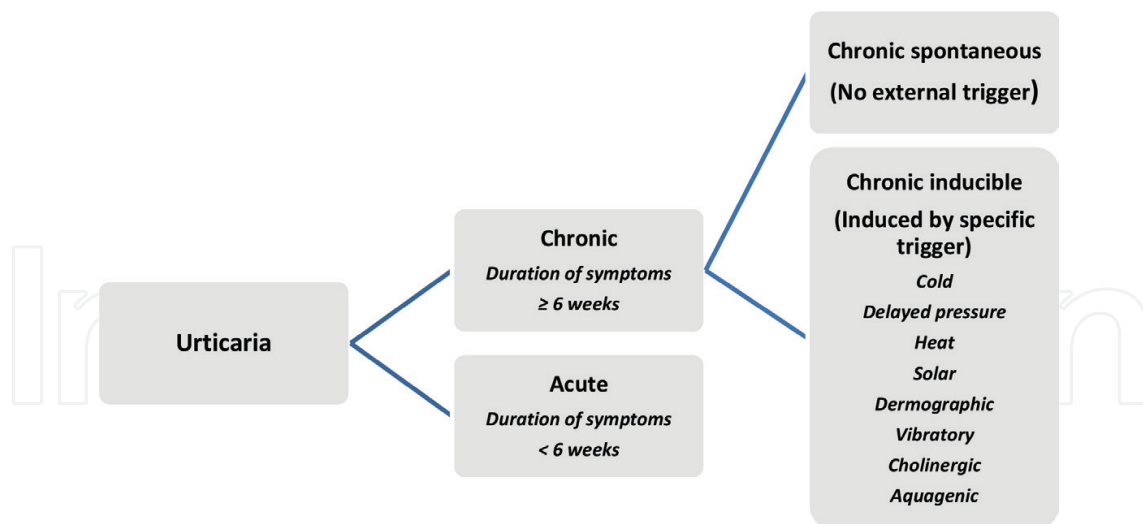 Urticaria
Chronic
Duration of symptoms
≥ 6 weeks
Acute
Duration of symptoms
< 6 weeks
Chronic spontaneous
(No external trigger)
Chronic inducible
(Induced by specific
trigger)
Cold
Delayed pressure
Heat
Solar
Dermographic
Vibratory
Cholinergic
Aquagenic